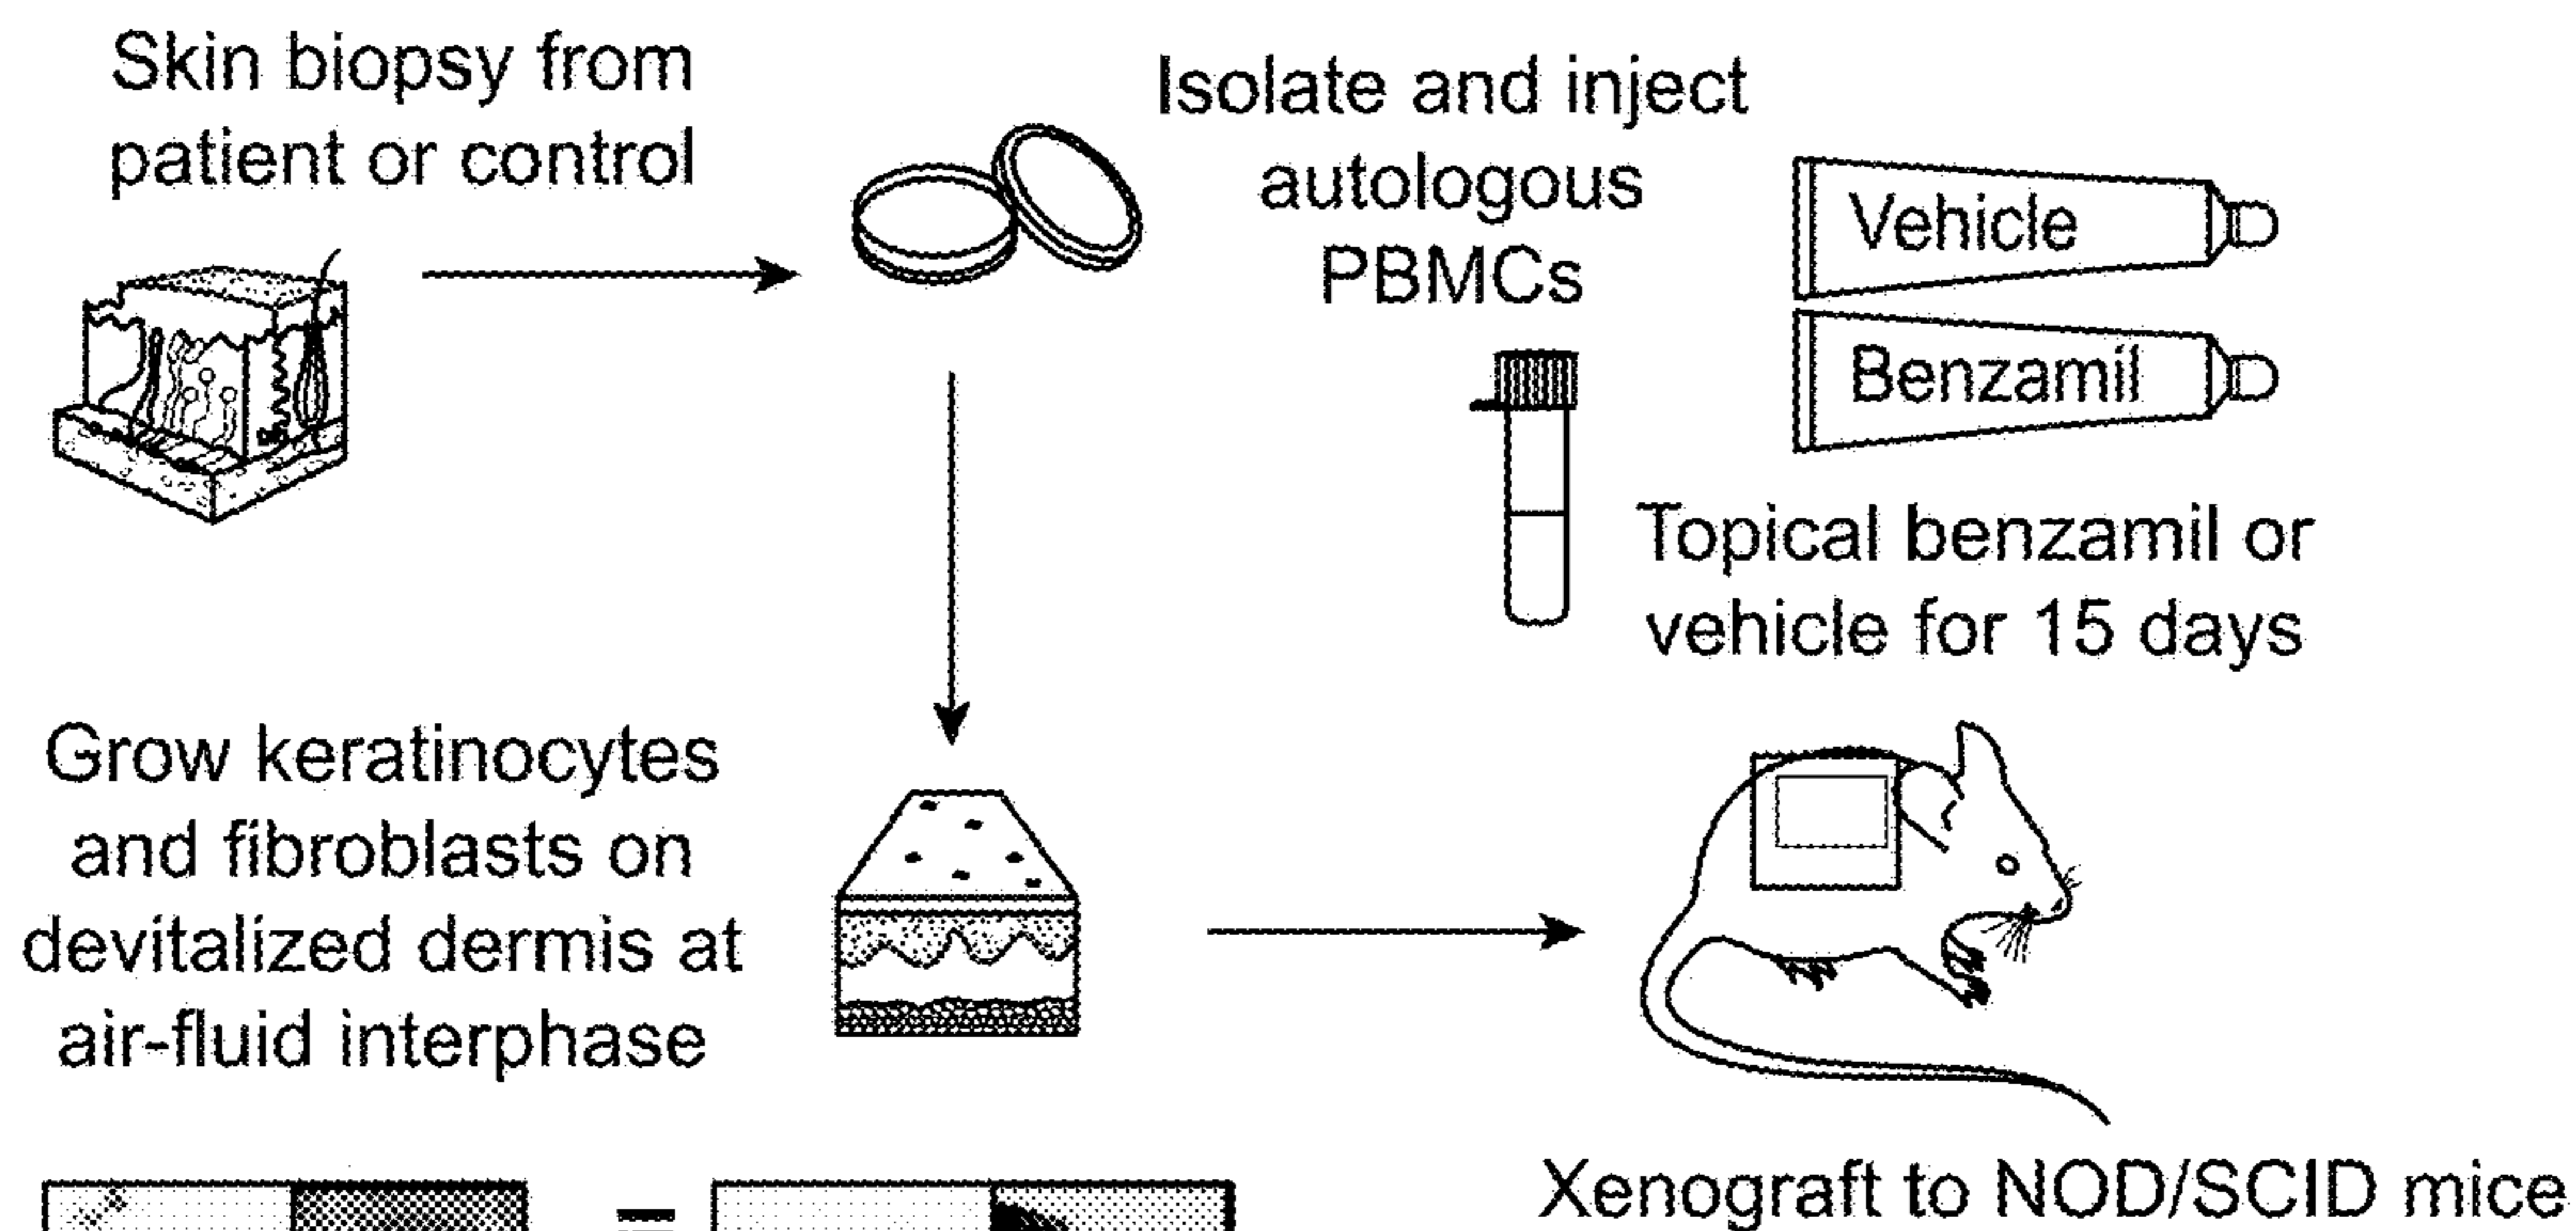 Skin biopsy from
patient or control
Isolate and inject
autologous
PBMCs
Vehicle
Benzamil
Topical benzamil or
vehicle for 15 days
Grow keratinocytes
and fibroblasts on
devitalized dermis at
air-fluid interphase
Xenograft to NOD/SCID mice